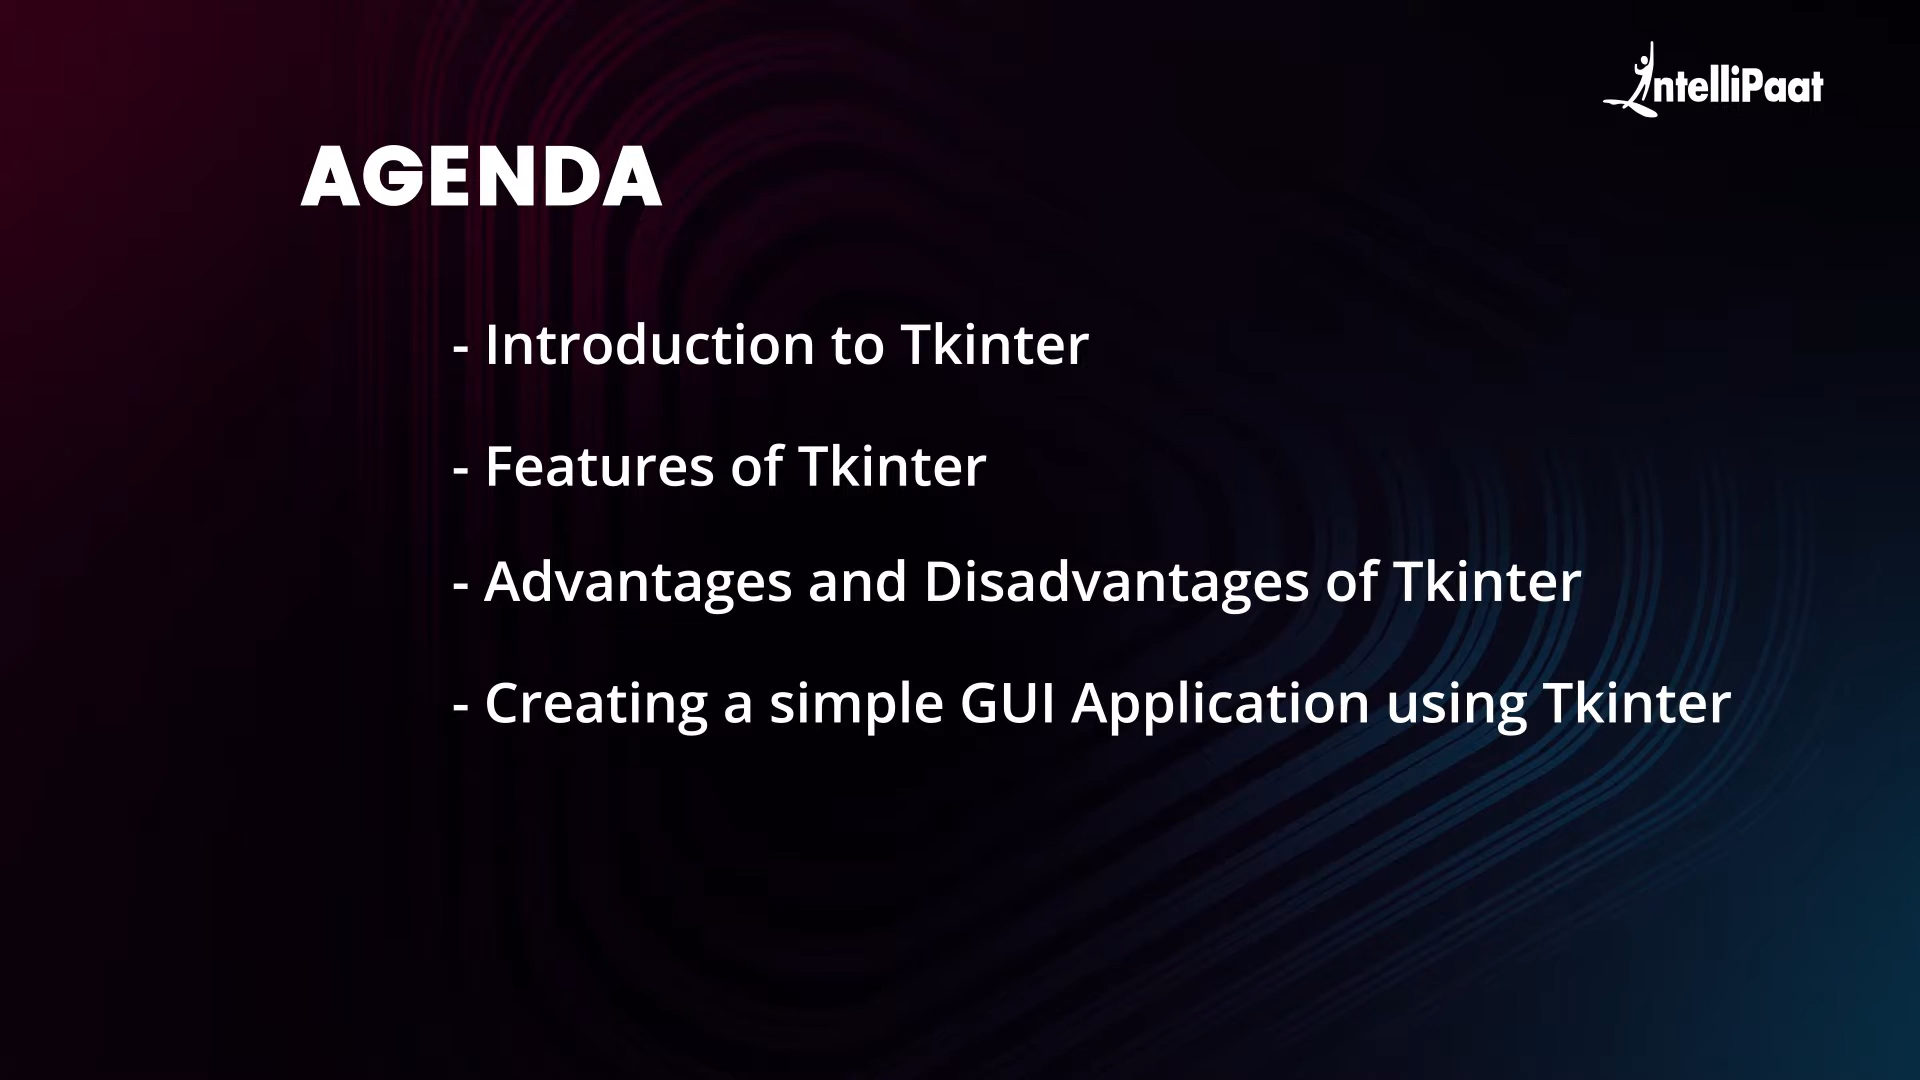 IntelliPaat
AGENDA
- Introduction to Tkinter
- Features of Tkinter
- Advantages and Disadvantages of Tkinter
- Creating a simple GUI Application using Tkinter